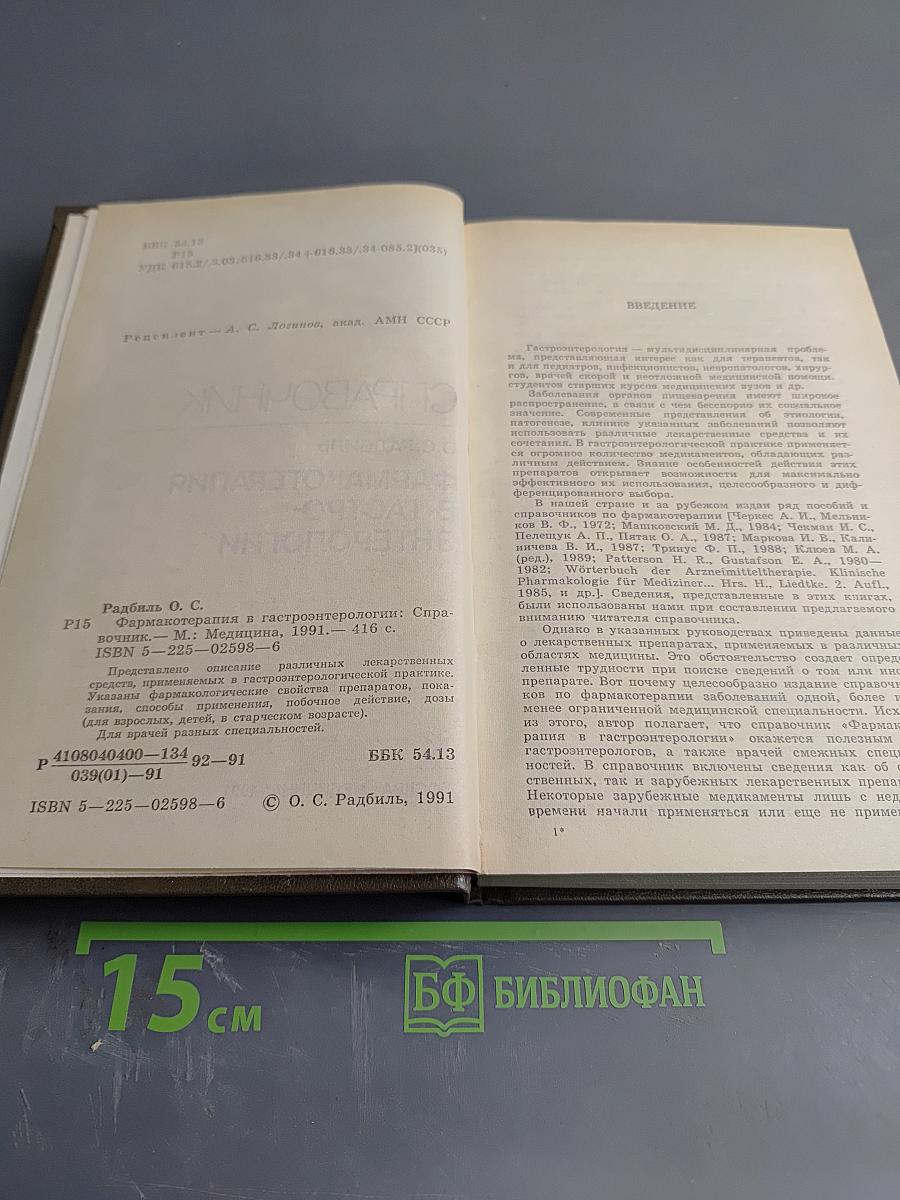 ББК 54.13
Р15
УДК 615.2/.3.03:616.33/.34+616.33/.34-085.2](035)
Рецензент — А. С. Логинов, акад. АМН СССР
СПРАВОЧНИК
ФАРМАКОТЕРАПИЯ
В ГАСТРО-
ЭНТЕРОЛОГИИ
Радбиль О. С.
Р15 Фармакотерапия в гастроэнтерологии: Спра-
вочник.— М.: Медицина, 1991.— 416 с.
ISBN 5—225—02598—6
Представлено описание различных лекарственных
средств, применяемых в гастроэнтерологической практике.
Указаны фармакологические свойства препаратов, пока-
зания, способы применения, побочное действие, дозы
(для взрослых, детей, в старческом возрасте).
Для врачей разных специальностей.
Р 4108040400—134
039(01)—91
92—91
ББК 54.13
ISBN 5—225—02598—6
© О. С. Радбиль, 1991
ВВЕДЕНИЕ
Гастроэнтерология — мультидисциплинарная пробле-
ма, представляющая интерес как для терапевтов, так
и для педиатров, инфекционистов, невропатологов, хирур-
гов, врачей скорой и неотложной медицинской помощи,
студентов старших курсов медицинских вузов и др.
Заболевания органов пищеварения имеют широкое
распространение, в связи с чем бесспорно их социальное
значение. Современные представления об этиологии,
патогенезе, клинике указанных заболеваний позволяют
использовать различные лекарственные средства и их
сочетания. В гастроэнтерологической практике применяет-
ся огромное количество медикаментов, обладающих раз-
личным действием. Знание особенностей действия этих
препаратов открывает возможности для максимально
эффективного их использования, целесообразного и диф-
ференцированного выбора.
В нашей стране и за рубежом издан ряд пособий и
справочников по фармакотерапии [Черкес А. И., Мельни-
ков В. Ф., 1972; Машковский М. Д., 1984; Чекман И. С.,
Пелещук А. П., Пятак О. А., 1987; Маркова И. В., Кали-
ничева В. И., 1987; Тринус Ф. П., 1988; Клюев М. А.
(ред.), 1989; Patterson H. R., Gustafson E. A., 1980—
1982; Wörterbuch der Arzneimitteltherapie. Klinische
Pharmakologie für Mediziner... Hrs. H., Liedtke. 2. Aufl.,
1985, и др.]. Сведения, представленные в этих книгах,
были использованы нами при составлении предлагаемого
вниманию читателя справочника.
Однако в указанных руководствах приведены данные
о лекарственных препаратах, применяемых в различны
областях медицины. Это обстоятельство создает опреде
ленные трудности при поиске сведений о том или ино
препарате. Вот почему целесообразно издание справочн
ков по фармакотерапии заболеваний одной, более и
менее ограниченной медицинской специальности. Исх
из этого, автор полагает, что справочник «Фармак
рапия в гастроэнтерологии» окажется полезным
гастроэнтерологов, а также врачей смежных специ
ностей. В справочник включены сведения как об о
ственных, так и зарубежных лекарственных препа
Некоторые зарубежные медикаменты лишь с нед
времени начали применяться или еще не приме
1*
15 см
БФ БИБЛИОФАН